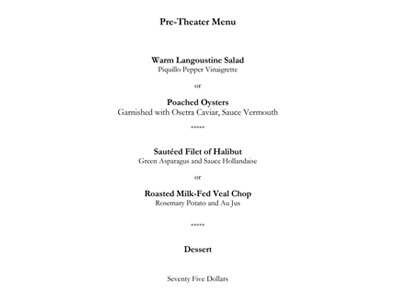 Pre-Theater Menu
Warm Langoustine Salad
Piquillo Pepper Vinaigrette
or
Poached Oysters
Garnished with Osetra Caviar, Sauce Vermouth
*****
Sautéed Filet of Halibut
Green Asparagus and Sauce Hollandaise
or
Roasted Milk-Fed Veal Chop
Rosemary Potato and Au Jus
*****
Dessert
Seventy Five Dollars